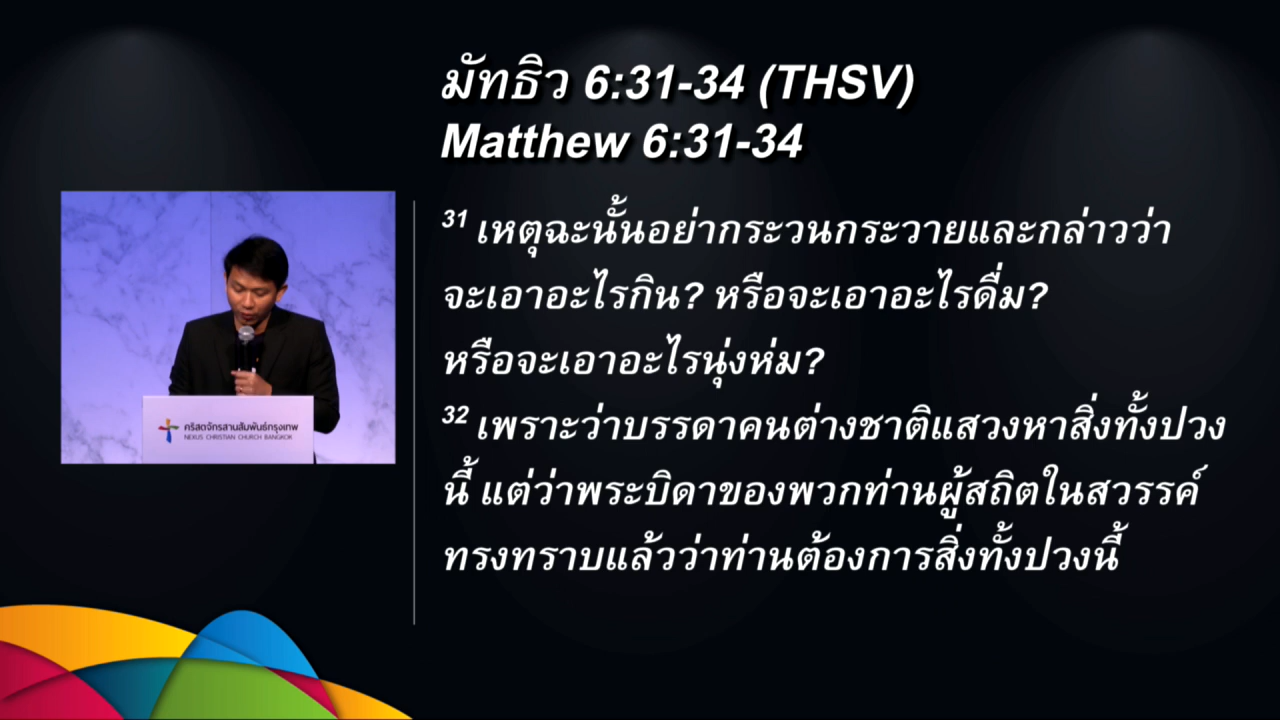 มัทธิว 6:31-34 (THSV)
Matthew 6:31-34
31 เหตุฉะนั้นอย่ากระวนกระวายและกล่าวว่า
จะเอาอะไรกิน? หรือจะเอาอะไรดื่ม?
หรือจะเอาอะไรนุ่งห่ม?
32 เพราะว่าบรรดาคนต่างชาติแสวงหาสิ่งทั้งปวง
นี้ แต่ว่าพระบิดาของพวกท่านผู้สถิตในสวรรค์
ทรงทราบแล้วว่าท่านต้องการสิ่งทั้งปวงนี้
คริสตจักรสานสัมพันธ์กรุงเทพ
NEXUS CHRISTIAN CHURCH BANGKOK